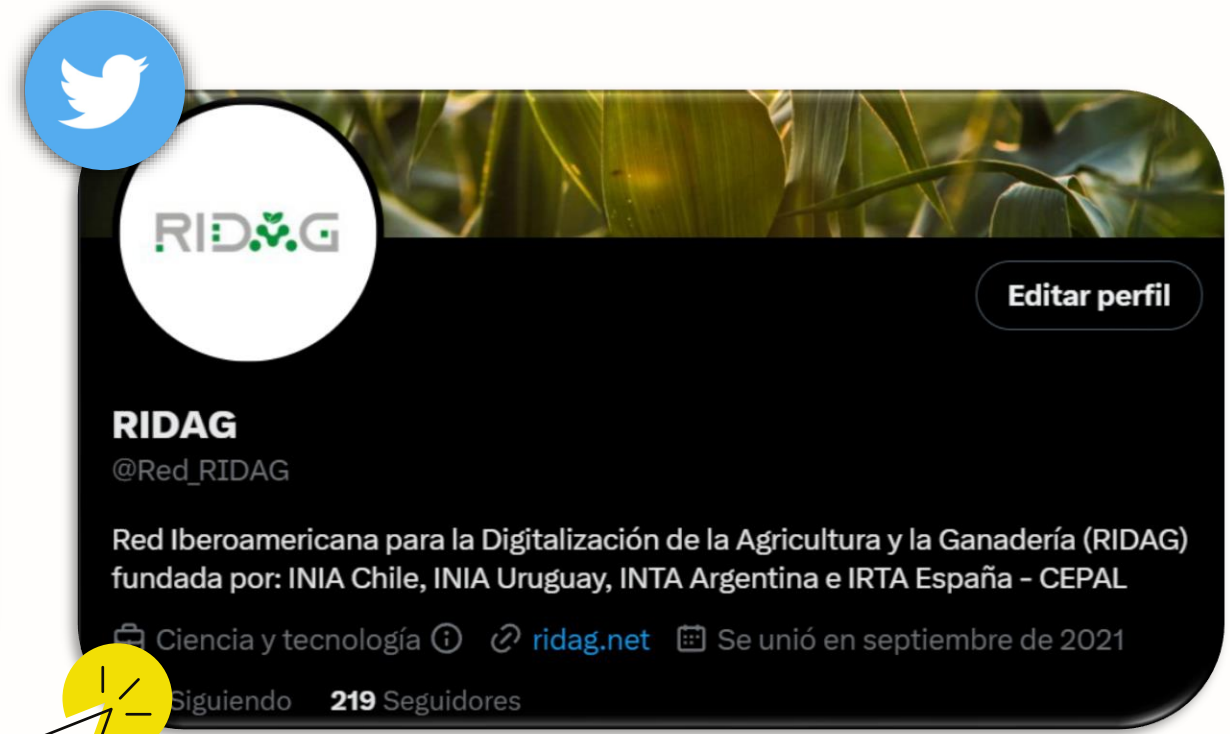 RIDAG
Editar perfil
RIDAG
@Red_RIDAG
Red Iberoamericana para la Digitalización de la Agricultura y la Ganadería (RIDAG)
fundada por: INIA Chile, INIA Uruguay, INTA Argentina e IRTA España - CEPAL
Ciencia y tecnología ridag.net Se unió en septiembre de 2021
Siguiendo 219 Seguidores